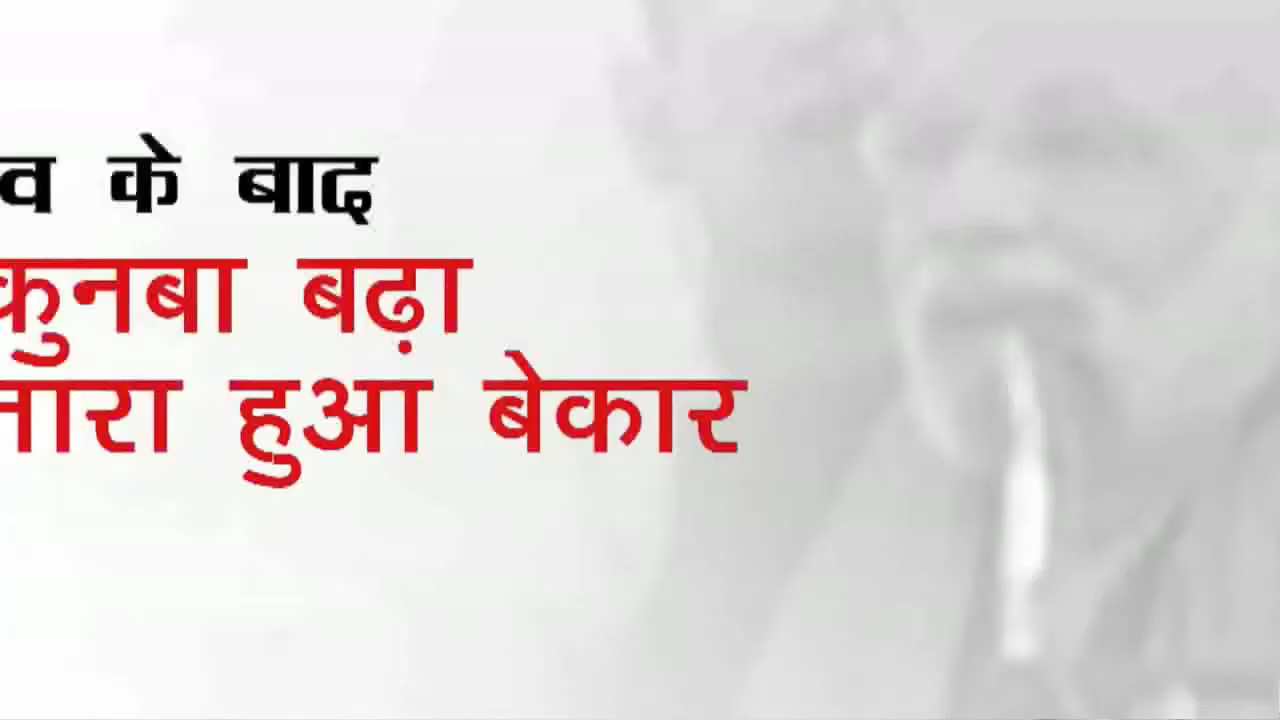 व के बाद
कुनबा बढ़ा
हुआ बेकार